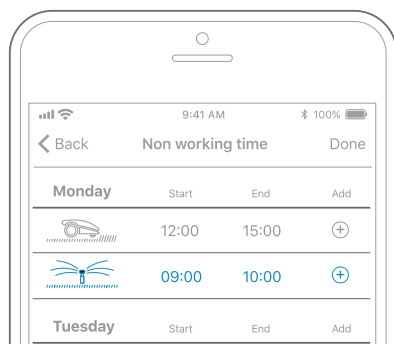 9:41 AM 100%
Back Non working time Done
Monday Start End Add
12:00 15:00
09:00 10:00
Tuesday Start End Add